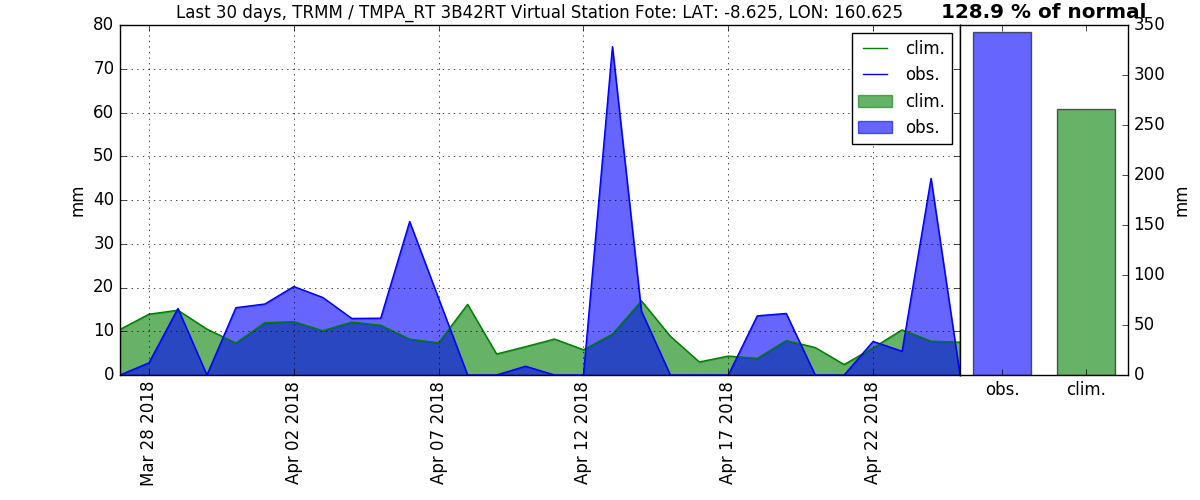 Last 30 days, TRMM / TMPA_RT 3B42RT Virtual Station Fote: LAT: -8.625, LON: 160.625
128.9 % of normal
80
70
60
50
40
30
20
10
0
mm
clim.
obs.
clim.
obs.
350
300
250
200
150
100
50
0
mm
Mar 28 2018
Apr 02 2018
Apr 07 2018
Apr 12 2018
Apr 17 2018
Apr 22 2018
obs.
clim.